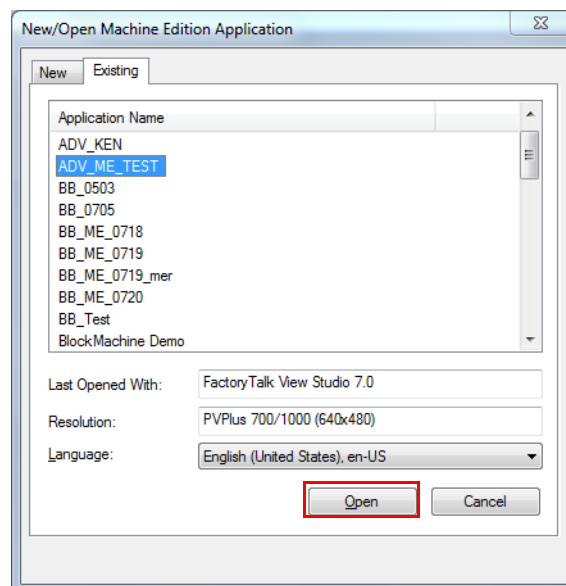 New/Open Machine Edition Application
New Existing
Application Name
ADV_KEN
ADV_ME_TEST
BB_0503
BB_0705
BB_ME_0718
BB_ME_0719
BB_ME_0719_mer
BB_ME_0720
BB_Test
BlockMachine Demo
Last Opened With: FactoryTalk View Studio 7.0
Resolution: PVPlus 700/1000 (640x480)
Language: English (United States), en-US
Open Cancel